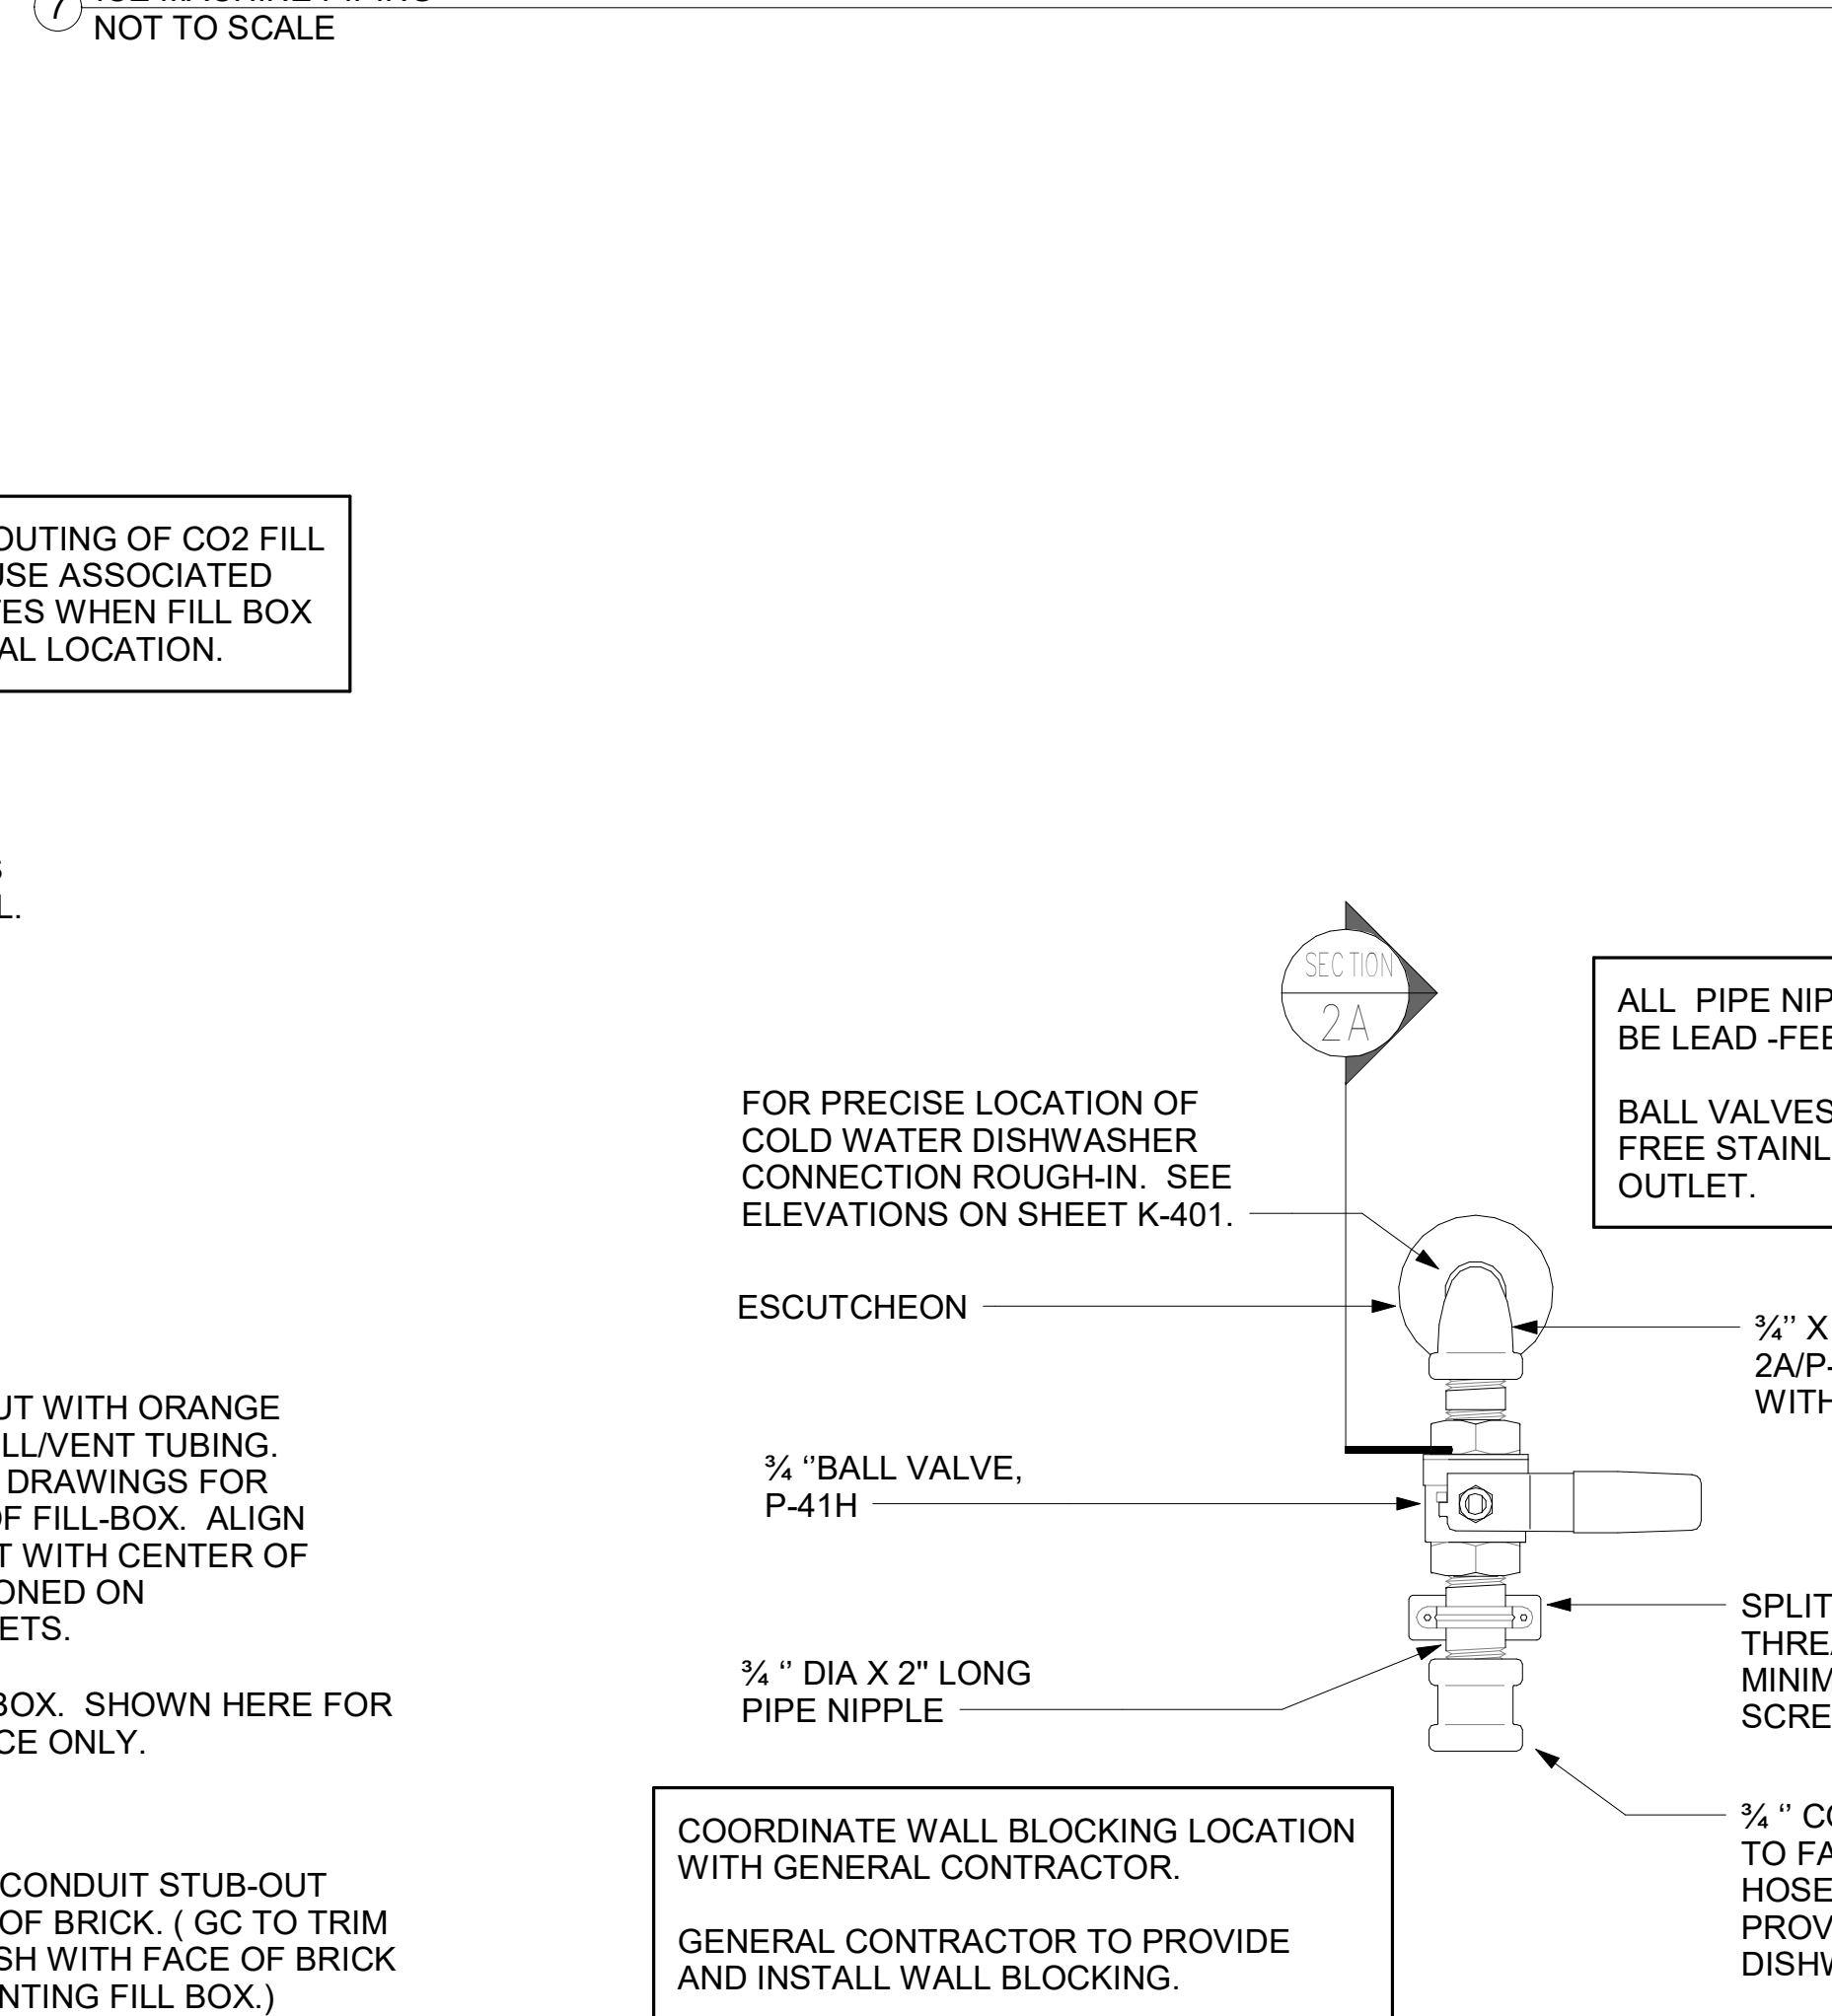 7
NOT TO SCALE
OUTING OF CO2 FILL
USE ASSOCIATED
TES WHEN FILL BOX
AL LOCATION.
L.
UT WITH ORANGE
ILL/VENT TUBING.
DRAWINGS FOR
OF FILL-BOX.  ALIGN
T WITH CENTER OF
ONED ON
ETS.
BOX.  SHOWN HERE FOR
CE ONLY.
CONDUIT STUB-OUT
OF BRICK. ( GC TO TRIM
SH WITH FACE OF BRICK
NTING FILL BOX.)
SECTION
2A
FOR PRECISE LOCATION OF
COLD WATER DISHWASHER
CONNECTION ROUGH-IN.  SEE
ELEVATIONS ON SHEET K-401.
ESCUTCHEON
¾ ‘’BALL VALVE,
P-41H
¾ ‘’ DIA X 2" LONG
PIPE NIPPLE
COORDINATE WALL BLOCKING LOCATION
WITH GENERAL CONTRACTOR.
GENERAL CONTRACTOR TO PROVIDE
AND INSTALL WALL BLOCKING.
ALL  PIPE NIP
BE LEAD -FEE
BALL VALVES
FREE STAINL
OUTLET.
¾’’ X
2A/P-
WITH
SPLIT
THREA
MINIM
SCRE
¾ ‘’ CO
TO FA
HOSE
PROV
DISHW